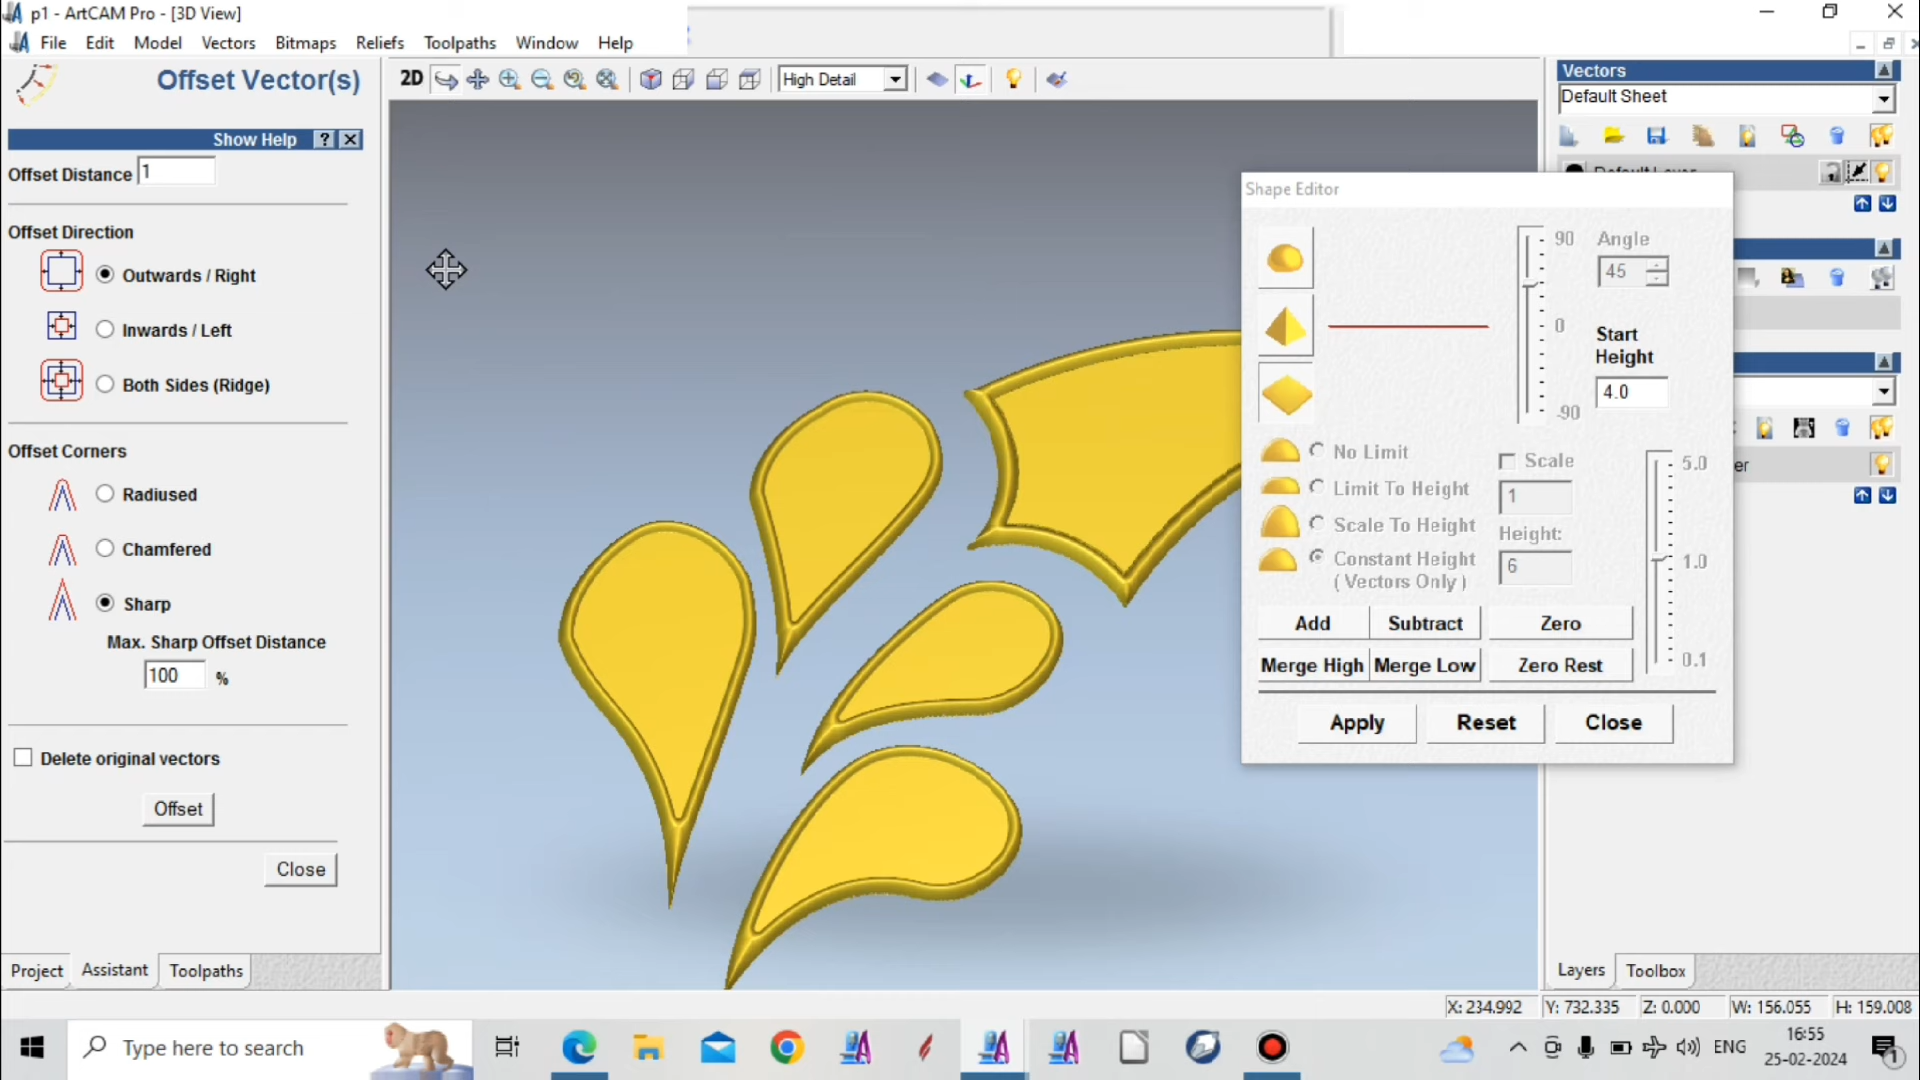 p1 - ArtCAM Pro - [3D View]
File Edit Model Vectors Bitmaps Reliefs Toolpaths Window Help
Offset Vector(s)
Show Help ?
Offset Distance 1
Offset Direction
Outwards / Right
Inwards / Left
Both Sides (Ridge)
Offset Corners
Radiused
Chamfered
Sharp
Max. Sharp Offset Distance
100 %
Delete original vectors
Offset
Close
Project Assistant Toolpaths
2D High Detail
Shape Editor
90 Angle
45
0 Start
Height
4.0
-90
No Limit Scale 5.0
Limit To Height 1
Scale To Height Height:
Constant Height 6 1.0
( Vectors Only )
Add Subtract Zero
Merge High Merge Low Zero Rest 0.1
Apply Reset Close
Vectors
Default Sheet
Default Layer
er
Layers Toolbox
X: 234.992 Y: 732.335 Z: 0.000 W: 156.055 H: 159.008
Type here to search
ENG
16:55
25-02-2024
1